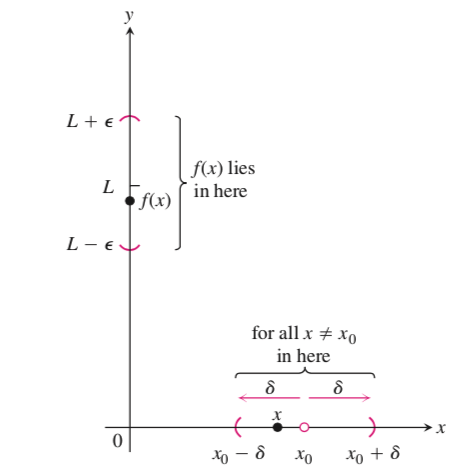 y
L + ϵ
f(x) lies
in here
L
f(x)
L − ϵ
for all x ≠ x₀
in here
δ δ
x
x
0
x₀ − δ x₀ x₀ + δ